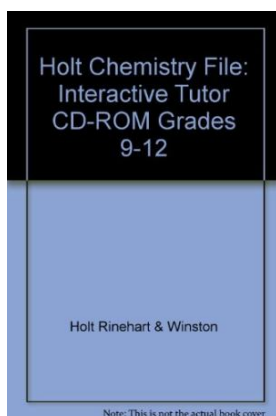 Holt Chemistry File:
Interactive Tutor
CD-ROM Grades
9-12
Holt Rinehart & Winston
Note: This is not the actual book cover